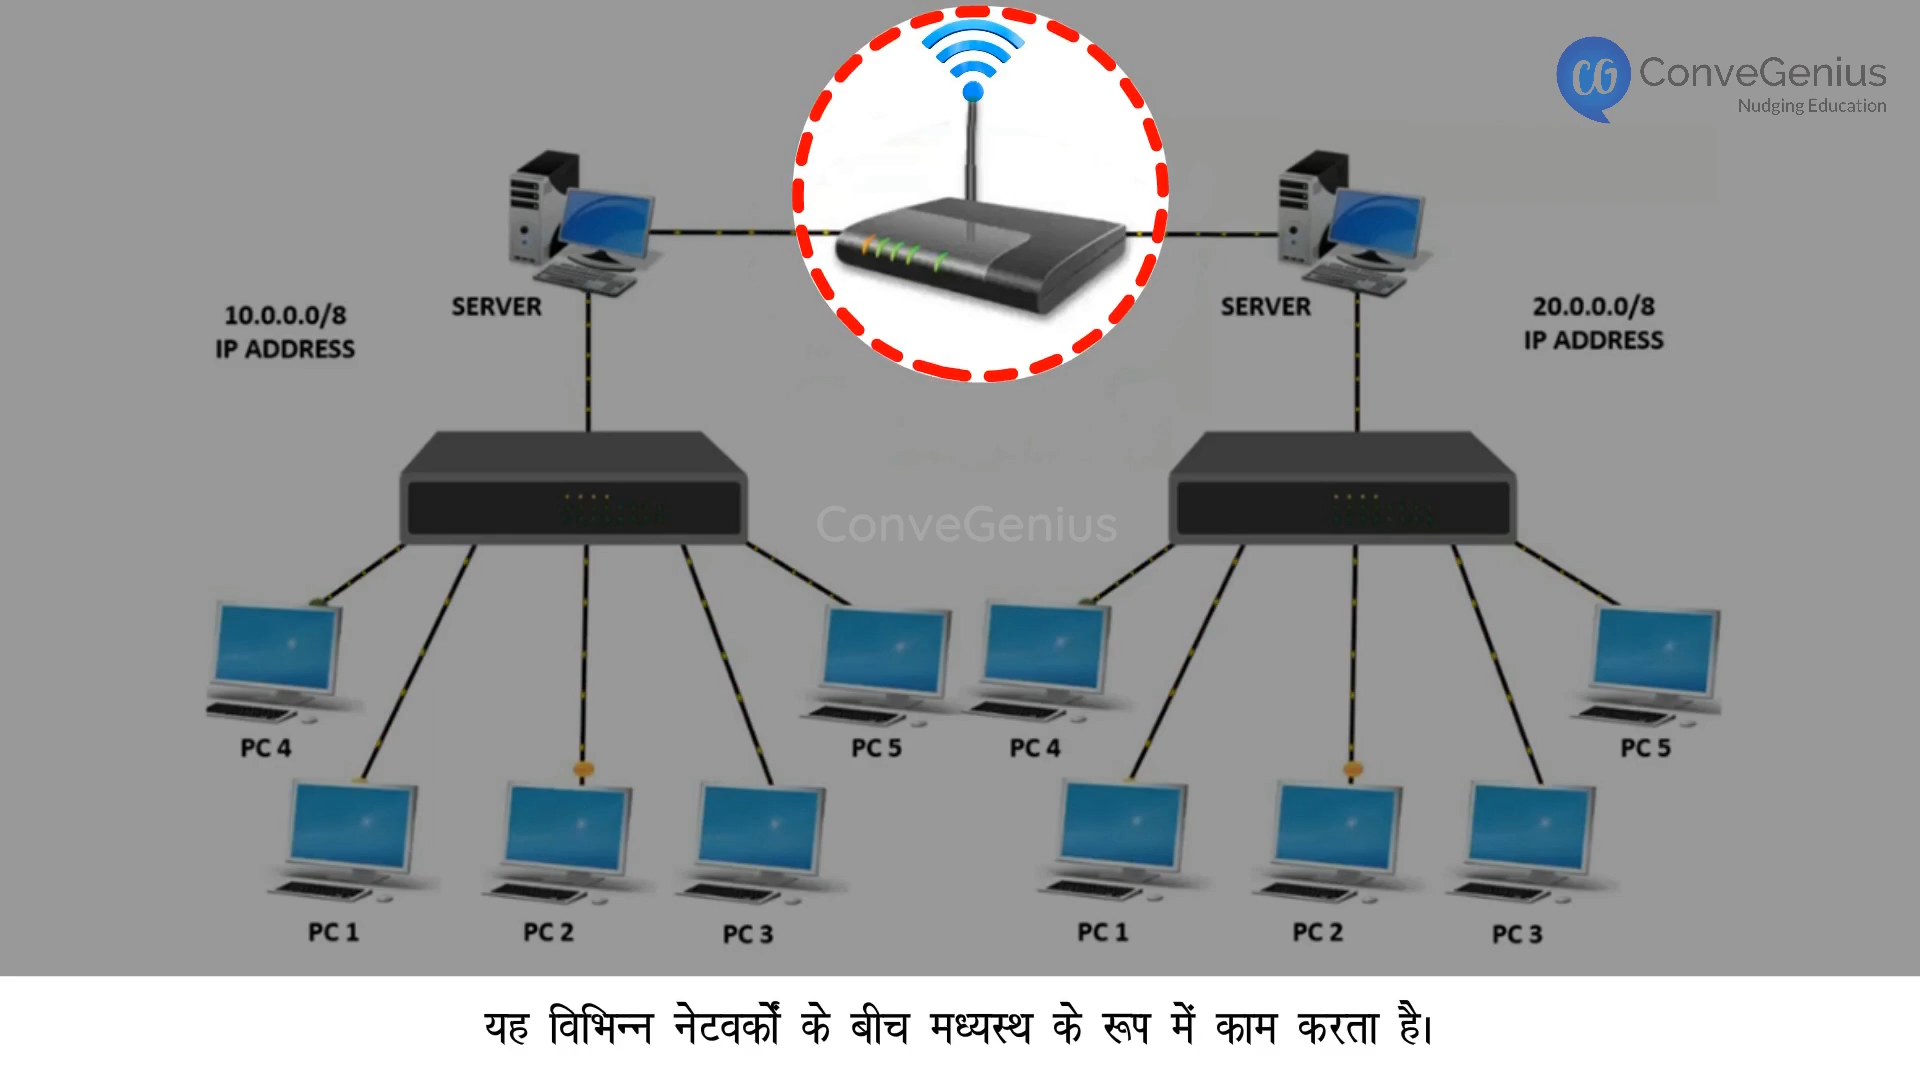 CG ConveGenius
Nudging Education
SERVER
SERVER
10.0.0.0/8
IP ADDRESS
20.0.0.0/8
IP ADDRESS
ConveGenius
PC 4
PC 5
PC 4
PC 5
PC 1
PC 2
PC 3
PC 1
PC 2
PC 3
यह विभिन्न नेटवर्कों के बीच मध्यस्थ के रूप में काम करता है।